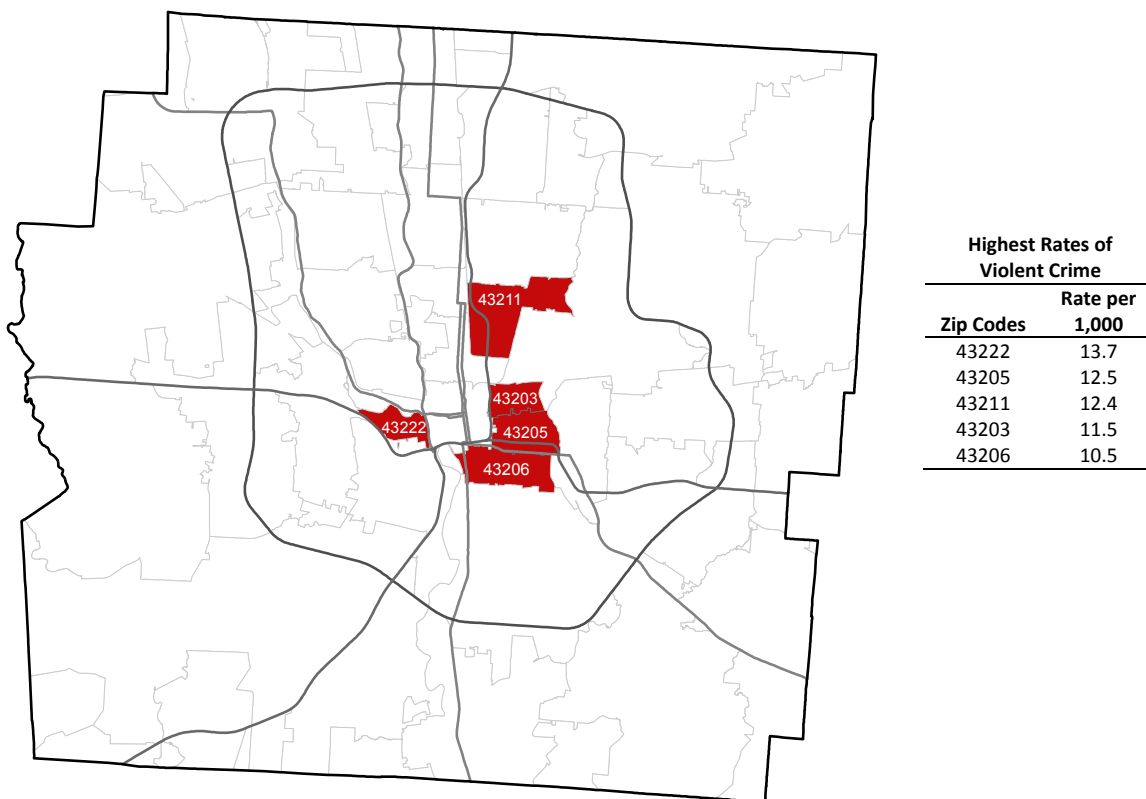 43211
43203
43222
43205
43206
Highest Rates of
Violent Crime
Rate per
Zip Codes 1,000
43222 13.7
43205 12.5
43211 12.4
43203 11.5
43206 10.5